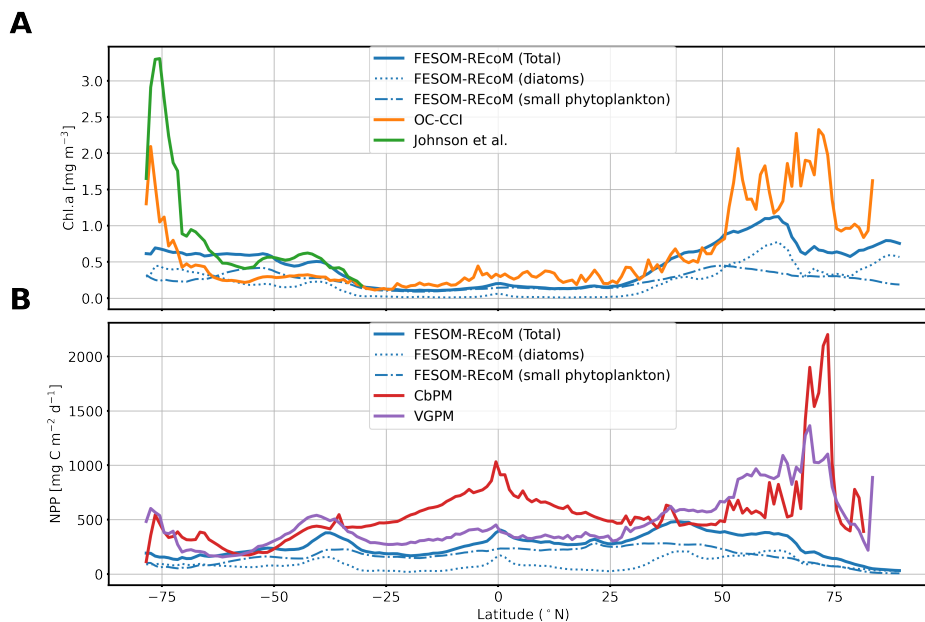 A
3.0
2.5
2.0
1.5
1.0
0.5
0.0
Chl.a [mg m⁻³]
FESOM-REcoM (Total)
FESOM-REcoM (diatoms)
FESOM-REcoM (small phytoplankton)
OC-CCI
Johnson et al.
B
2000
1500
1000
500
0
NPP [mg C m⁻² d⁻¹]
FESOM-REcoM (Total)
FESOM-REcoM (diatoms)
FESOM-REcoM (small phytoplankton)
CbPM
VGPM
−75 −50 −25 0 25 50 75
Latitude (°N)